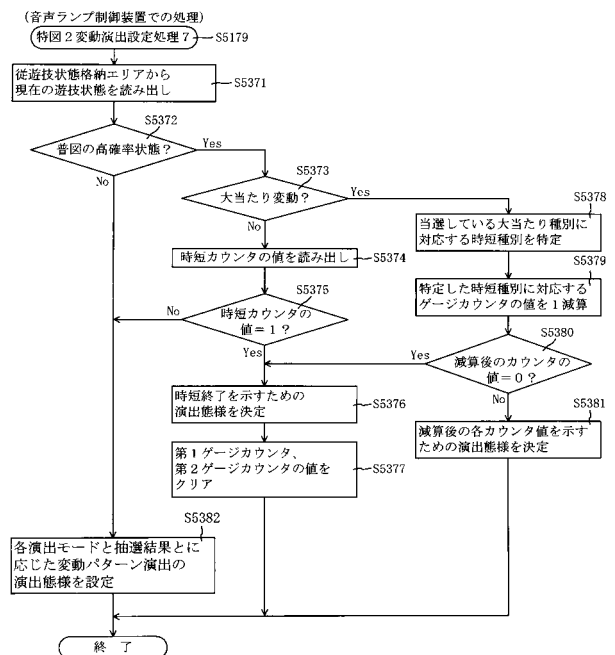 (音声ランプ制御装置での処理)
特図2変動演出設定処理7
S5179
従遊技状態格納エリアから
現在の遊技状態を読み出し
S5371
S5372
普図の高確率状態?
Yes
No
S5373
大当たり変動?
Yes
No
S5378
当選している大当たり種別に
対応する時短種別を特定
時短カウンタの値を読み出し
S5374
S5379
特定した時短種別に対応する
ゲージカウンタの値を1減算
S5375
時短カウンタの
値=1?
No
Yes
S5380
減算後のカウンタの
値=0?
Yes
No
時短終了を示すための
演出態様を決定
S5376
S5381
減算後の各カウンタ値を示す
ための演出態様を決定
第1ゲージカウンタ、
第2ゲージカウンタの値を
クリア
S5377
S5382
各演出モードと抽選結果とに
応じた変動パターン演出の
演出態様を設定
終了